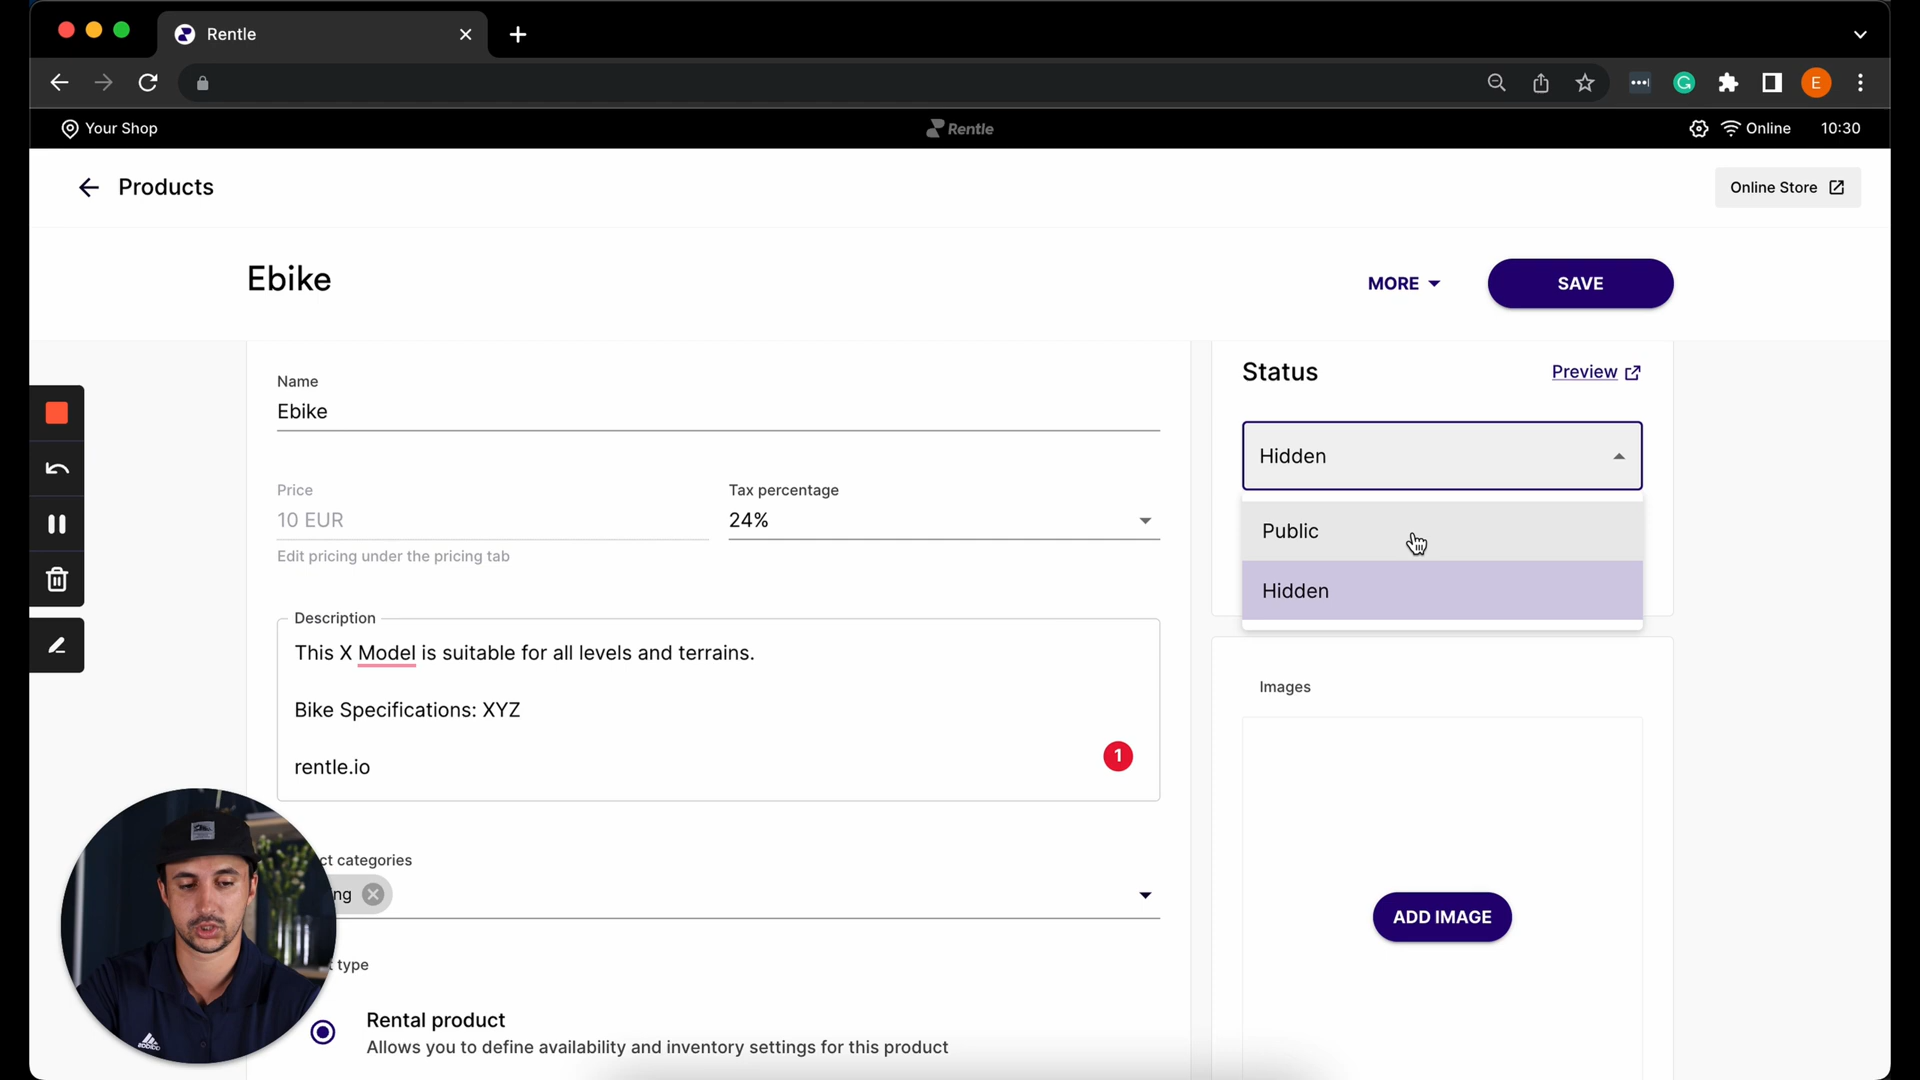 Rentle
E
Your Shop
Rentle
Online
10:30
Products
Online Store
Ebike
MORE
SAVE
Name
Ebike
Price
10 EUR
Edit pricing under the pricing tab
Tax percentage
24%
Description
This X Model is suitable for all levels and terrains.
Bike Specifications: XYZ
rentle.io
1
ct categories
ng
type
Rental product
Allows you to define availability and inventory settings for this product
Status
Preview
Hidden
Public
Hidden
Images
ADD IMAGE